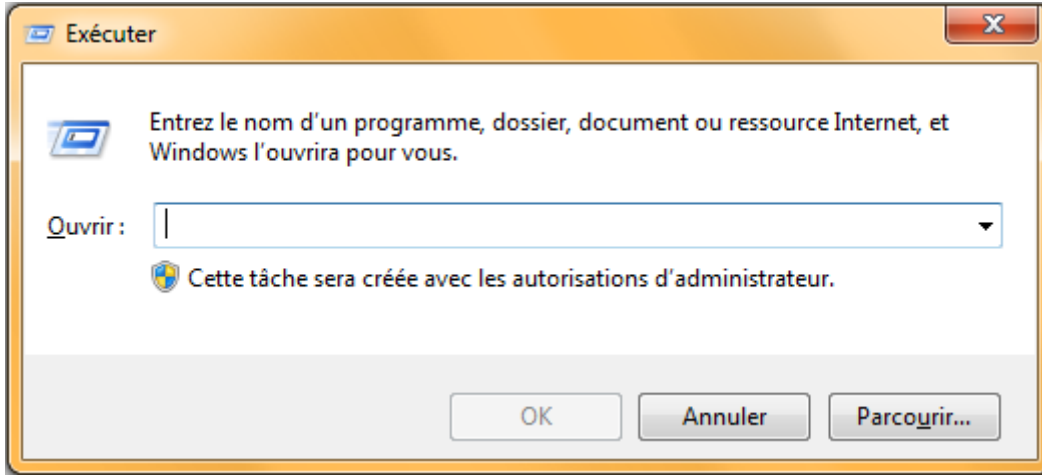 Exécuter
Entrez le nom d'un programme, dossier, document ou ressource Internet, et
Windows l'ouvrira pour vous.
Ouvrir :
Cette tâche sera créée avec les autorisations d'administrateur.
OK
Annuler
Parcourir...